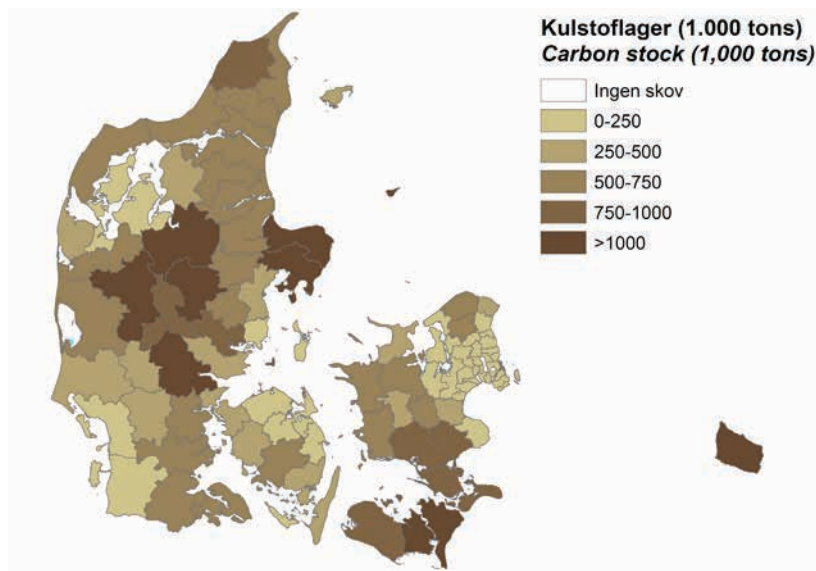 Kulstoflager (1.000 tons)
Carbon stock (1,000 tons)
Ingen skov
0-250
250-500
500-750
750-1000
>1000